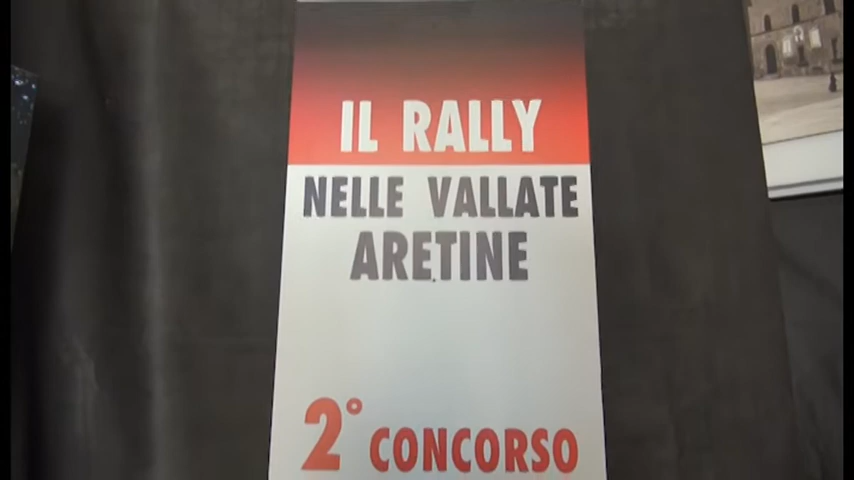 IL RALLY
NELLE VALLATE
ARETINE
2° CONCORSO